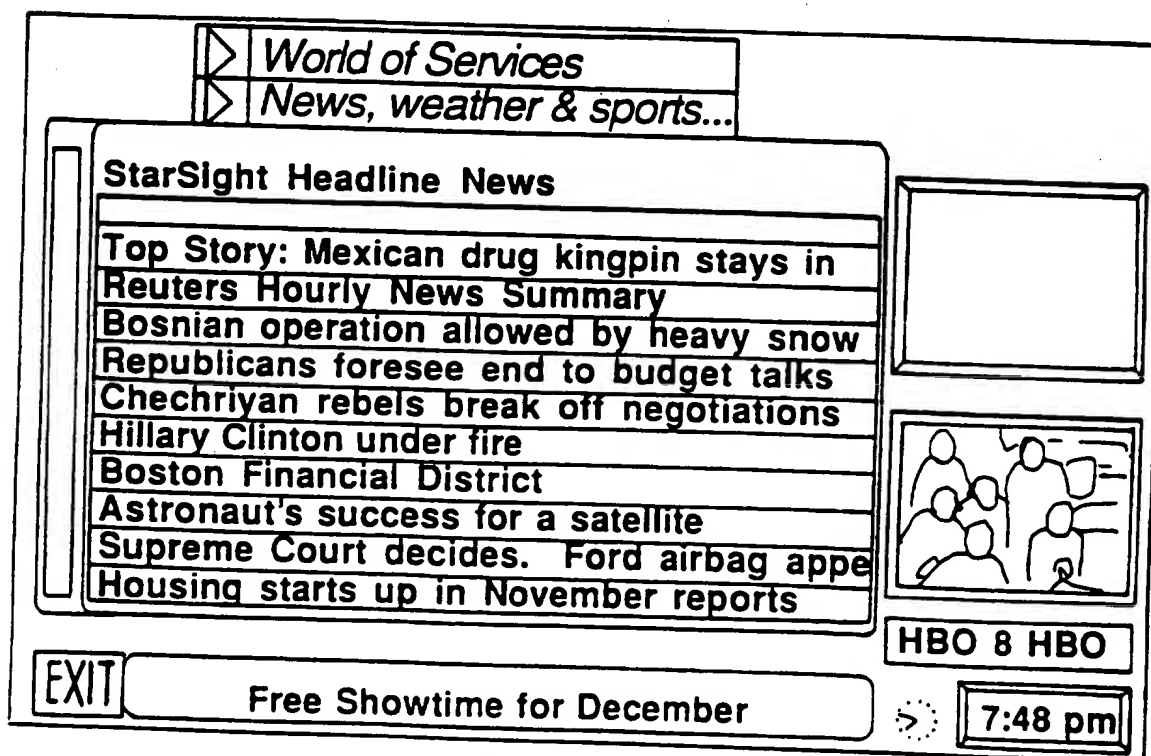 World of Services
News, weather & sports...
StarSight Headline News
Top Story: Mexican drug kingpin stays in
Reuters Hourly News Summary
Bosnian operation allowed by heavy snow
Republicans foresee end to budget talks
Chechriyan rebels break off negotiations
Hillary Clinton under fire
Boston Financial District
Astronaut's success for a satellite
Supreme Court decides. Ford airbag appe
Housing starts up in November reports
HBO 8 HBO
EXIT
Free Showtime for December
7:48 pm